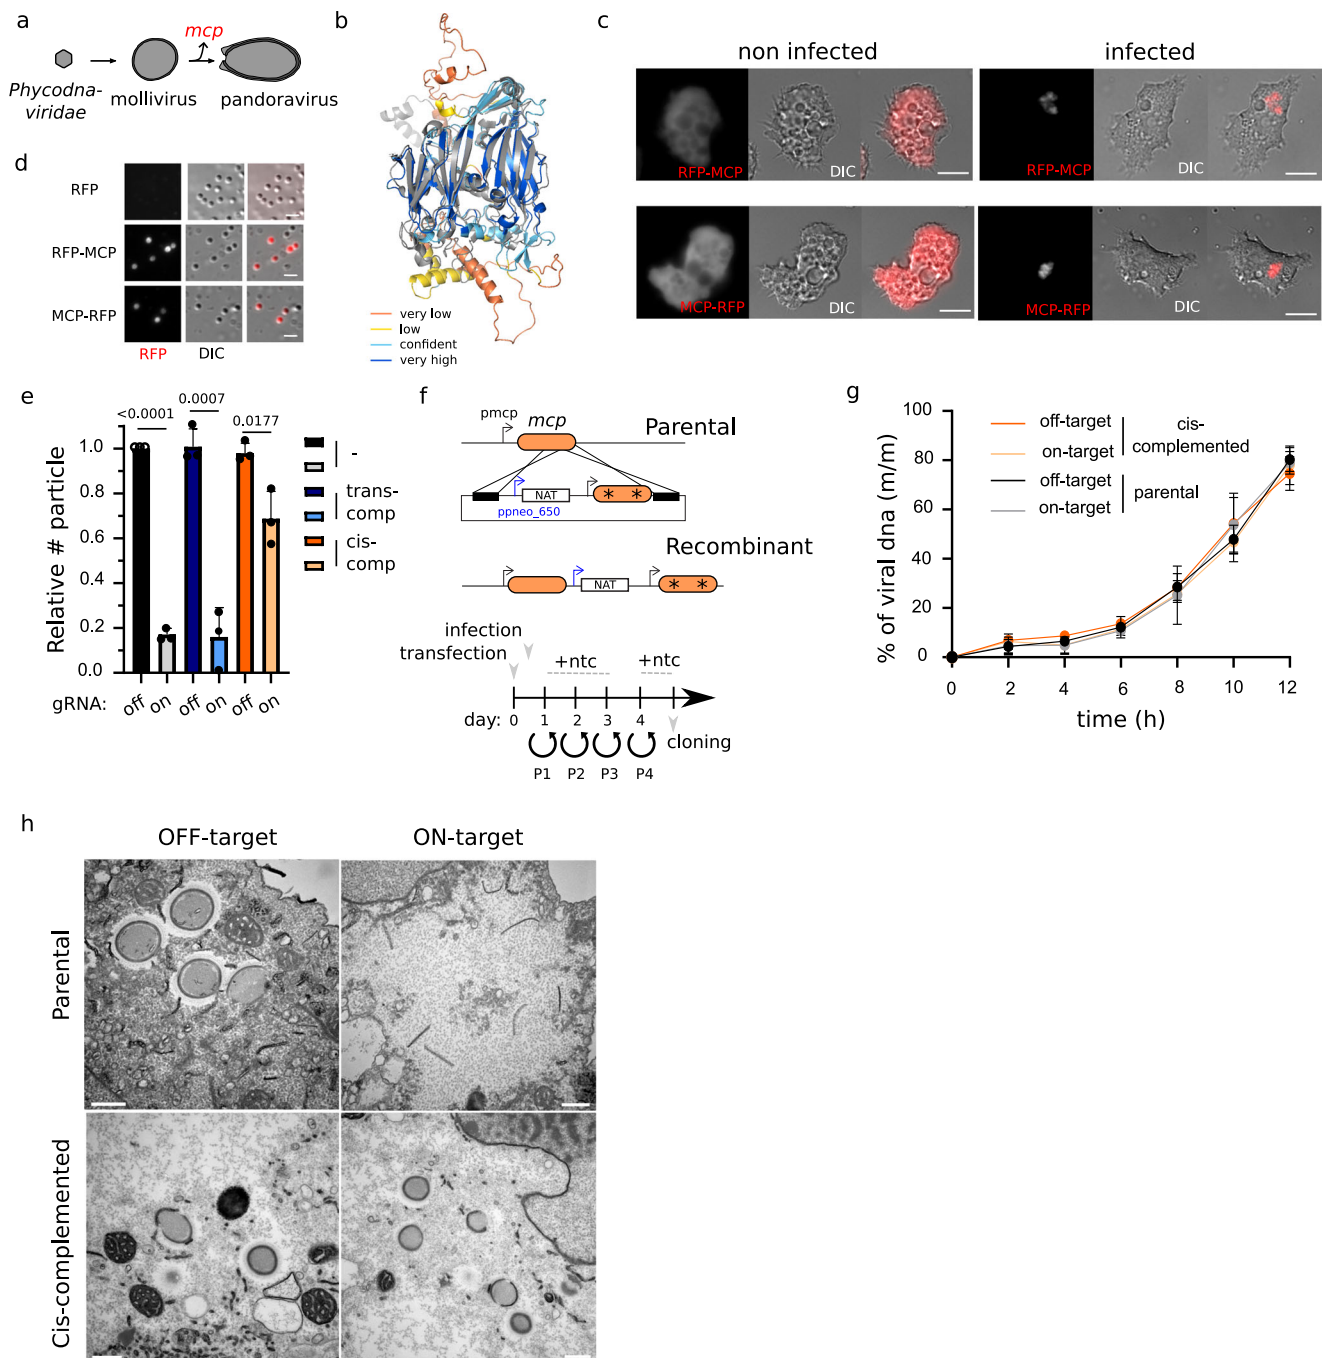 a
mcp
Phycodna-
viridae
mollivirus
pandoravirus
b
very low
low
confident
very high
c
non infected
infected
RFP-MCP
DIC
RFP-MCP
DIC
MCP-RFP
DIC
MCP-RFP
DIC
d
RFP
RFP-MCP
MCP-RFP
RFP
DIC
e
<0.0001
0.0007
0.0177
Relative # particle
1.0
0.8
0.6
0.4
0.2
0.0
gRNA:
off
on
off
on
off
on
-
trans-
comp
cis-
comp
f
pmcp
mcp
Parental
NAT
* *
ppneo_650
Recombinant
NAT
* *
infection
transfection
+ntc
+ntc
day:
0
1
2
3
4
cloning
P1
P2
P3
P4
g
% of viral dna (m/m)
100
80
60
40
20
0
0
2
4
6
8
10
12
time (h)
off-target
on-target
cis-
complemented
off-target
on-target
parental
h
OFF-target
ON-target
Parental
Cis-complemented